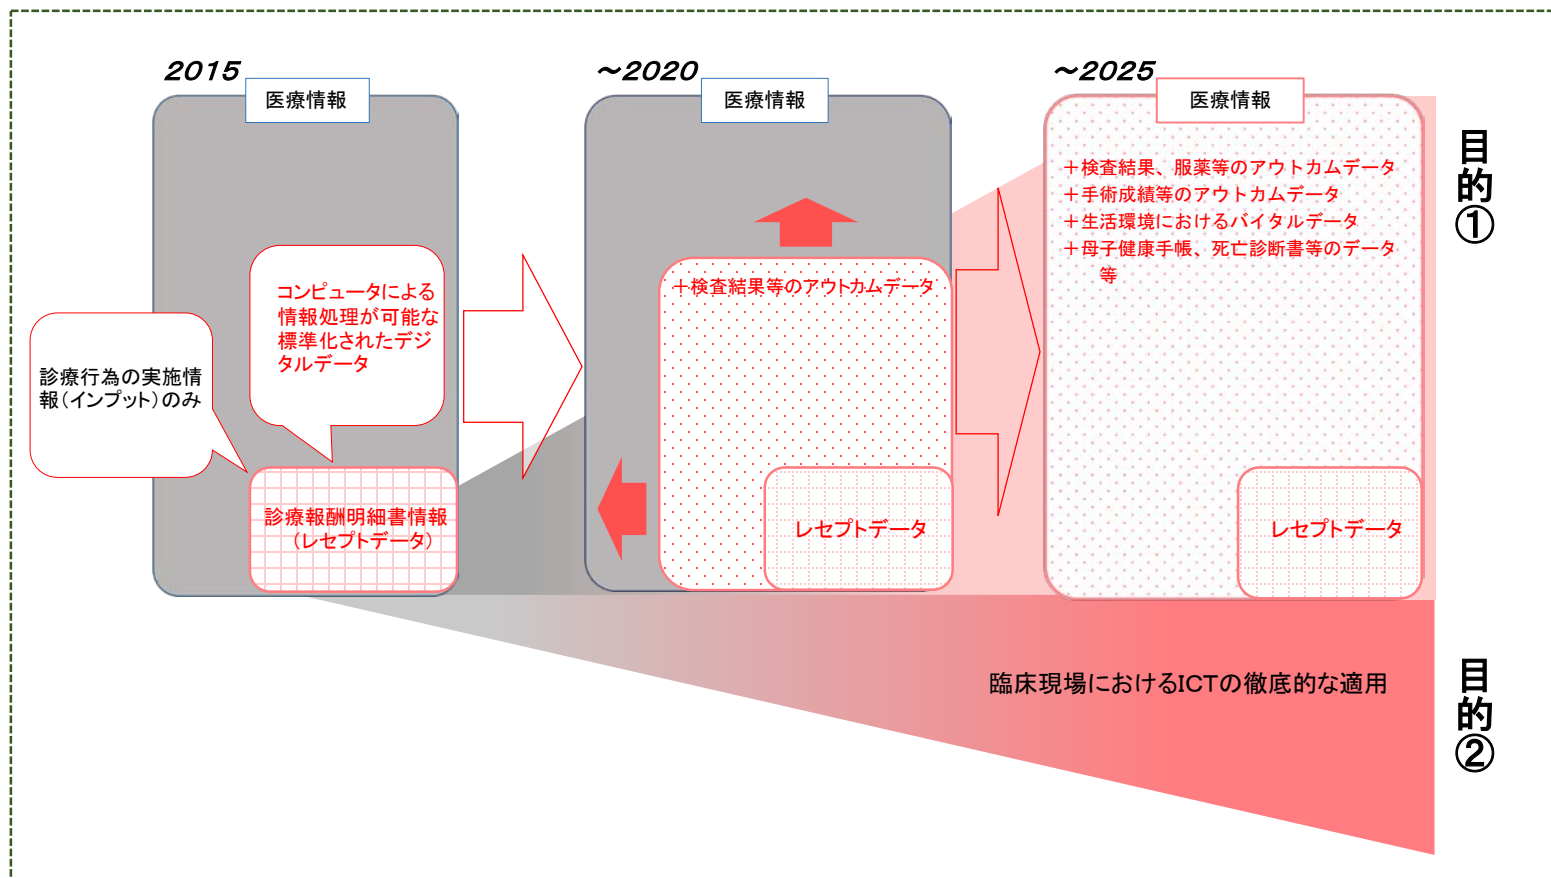 2015
医療情報
コンピュータによる
情報処理が可能な
標準化されたデジ
タルデータ
診療行為の実施情
報(インプット)のみ
診療報酬明細書情報
(レセプトデータ)
～2020
医療情報
＋検査結果等のアウトカムデータ
レセプトデータ
～2025
医療情報
＋検査結果、服薬等のアウトカムデータ
＋手術成績等のアウトカムデータ
＋生活環境におけるバイタルデータ
＋母子健康手帳、死亡診断書等のデータ
等
レセプトデータ
目的①
臨床現場におけるICTの徹底的な適用
目的②